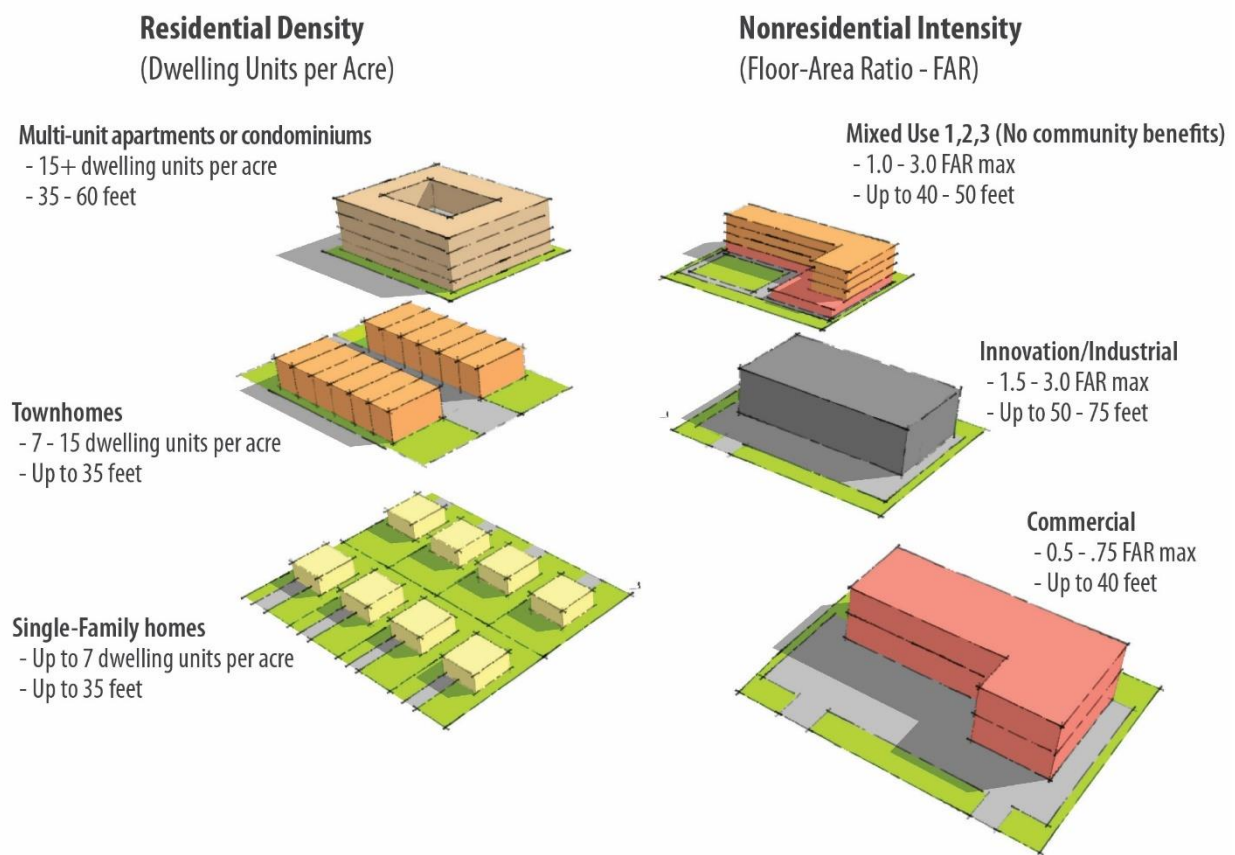 Residential Density
(Dwelling Units per Acre)
Multi-unit apartments or condominiums
- 15+ dwelling units per acre
- 35 - 60 feet
Townhomes
- 7 - 15 dwelling units per acre
- Up to 35 feet
Single-Family homes
- Up to 7 dwelling units per acre
- Up to 35 feet
Nonresidential Intensity
(Floor-Area Ratio - FAR)
Mixed Use 1,2,3 (No community benefits)
- 1.0 - 3.0 FAR max
- Up to 40 - 50 feet
Innovation/Industrial
- 1.5 - 3.0 FAR max
- Up to 50 - 75 feet
Commercial
- 0.5 - .75 FAR max
- Up to 40 feet